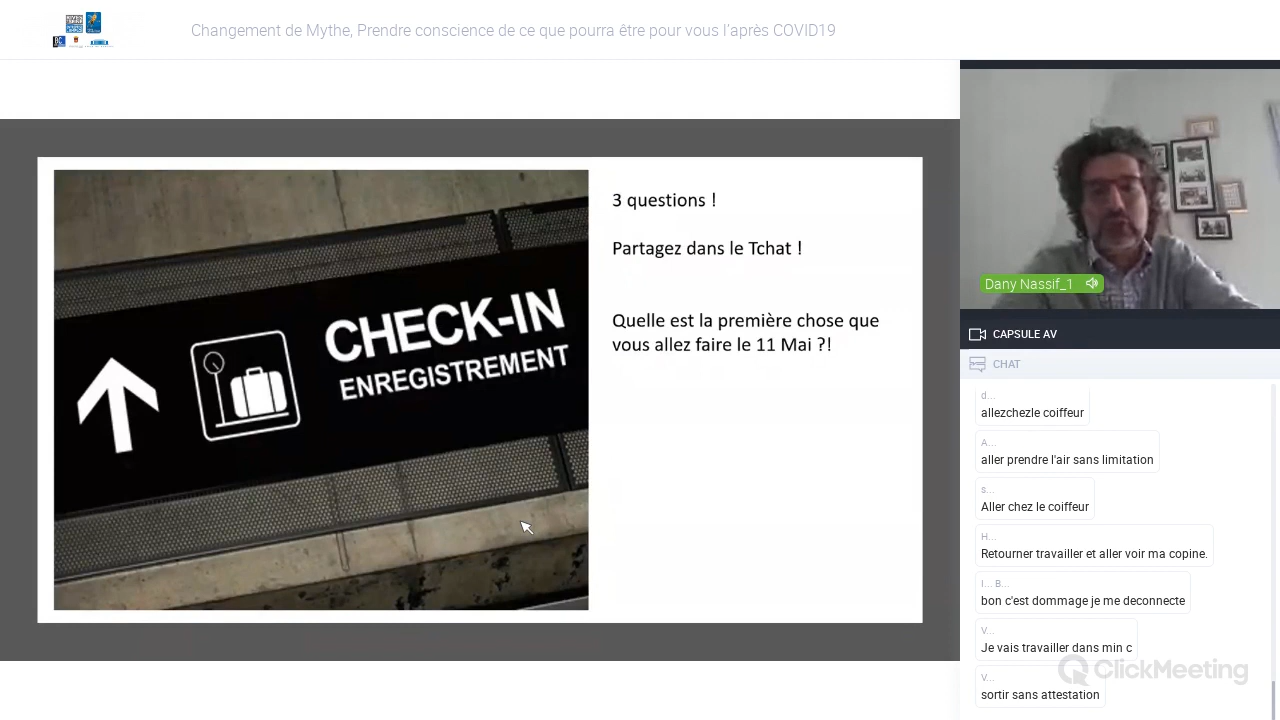 Changement de Mythe, Prendre conscience de ce que pourra être pour vous l'après COVID19
CHECK-IN
ENREGISTREMENT
3 questions !
Partagez dans le Tchat !
Quelle est la première chose que
vous allez faire le 11 Mai ?!
Dany Nassif_1
CAPSULE AV
CHAT
d...
allezchezle coiffeur
A...
aller prendre l'air sans limitation
s...
Aller chez le coiffeur
H...
Retourner travailler et aller voir ma copine.
I... B...
bon c'est dommage je me deconnecte
V...
Je vais travailler dans min c
V...
sortir sans attestation
ClickMeeting